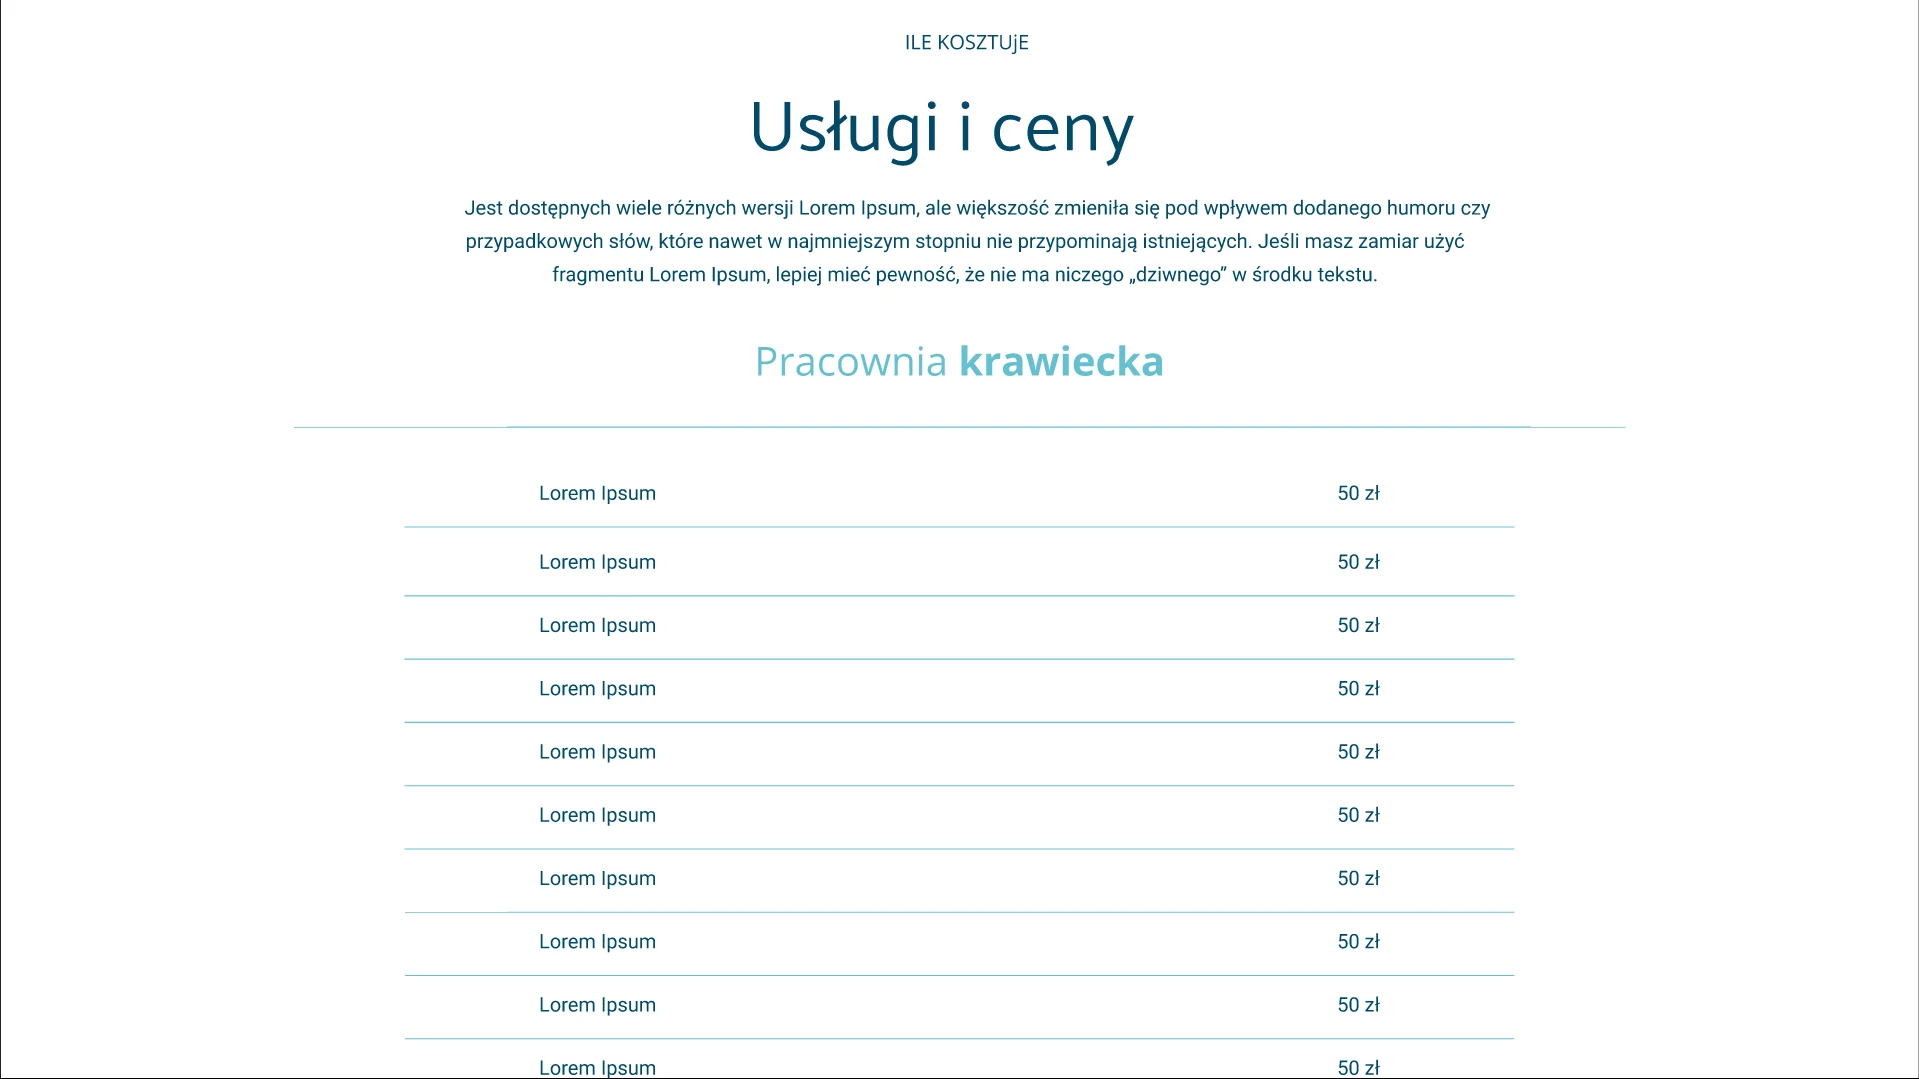 ILE KOSZTUjE
Usługi i ceny
Jest dostępnych wiele różnych wersji Lorem Ipsum, ale większość zmieniła się pod wpływem dodanego humoru czy
przypadkowych słów, które nawet w najmniejszym stopniu nie przypominają istniejących. Jeśli masz zamiar użyć
fragmentu Lorem Ipsum, lepiej mieć pewność, że nie ma niczego „dziwnego” w środku tekstu.
Pracownia krawiecka
Lorem Ipsum 50 zł
Lorem Ipsum 50 zł
Lorem Ipsum 50 zł
Lorem Ipsum 50 zł
Lorem Ipsum 50 zł
Lorem Ipsum 50 zł
Lorem Ipsum 50 zł
Lorem Ipsum 50 zł
Lorem Ipsum 50 zł
Lorem Ipsum 50 zł